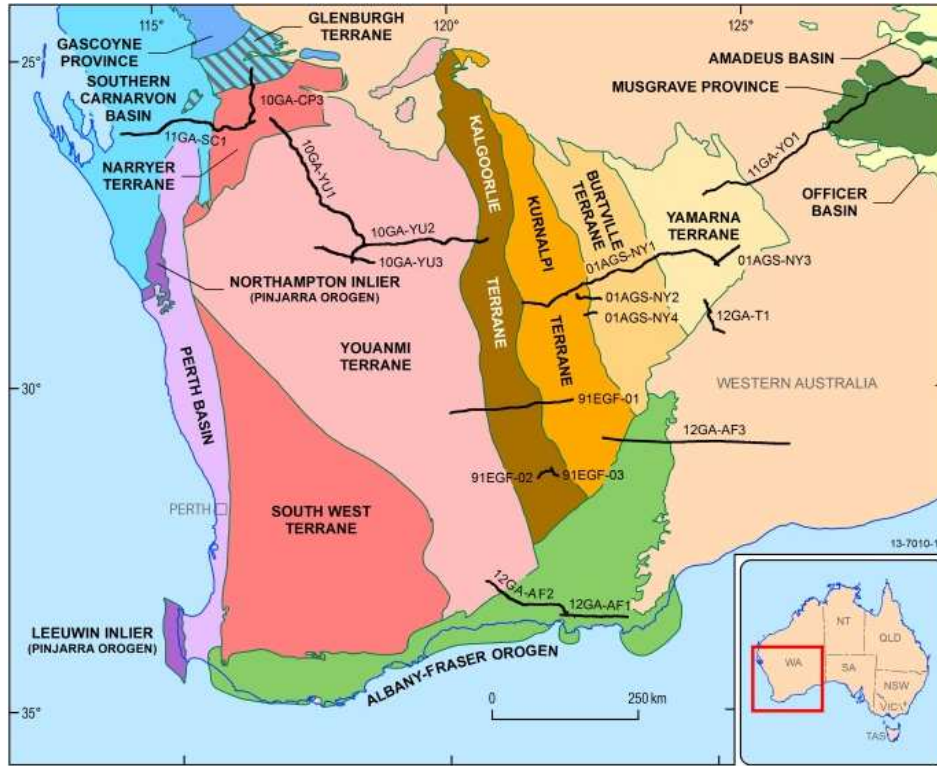 115°
120°
125°
25°
30°
35°
GLENBURGH
TERRANE
GASCOYNE
PROVINCE
SOUTHERN
CARNARVON
BASIN
AMADEUS BASIN
MUSGRAVE PROVINCE
10GA-CP3
11GA-SC1
11GA-YO1
NARRYER
TERRANE
10GA-YU1
KALGOORLIE
TERRANE
KURNALPI
TERRANE
BURTVILLE
TERRANE
YAMARNA
TERRANE
OFFICER
BASIN
10GA-YU2
10GA-YU3
01AGS-NY1
01AGS-NY3
01AGS-NY2
01AGS-NY4
12GA-T1
NORTHAMPTON INLIER
(PINJARRA OROGEN)
YOUANMI
TERRANE
PERTH BASIN
WESTERN AUSTRALIA
91EGF-01
12GA-AF3
91EGF-02
91EGF-03
PERTH
SOUTH WEST
TERRANE
13-7010-1
12GA-AF2
12GA-AF1
LEEUWIN INLIER
(PINJARRA OROGEN)
ALBANY-FRASER OROGEN
0
250 km
NT
QLD
WA
SA
NSW
VIC
TAS